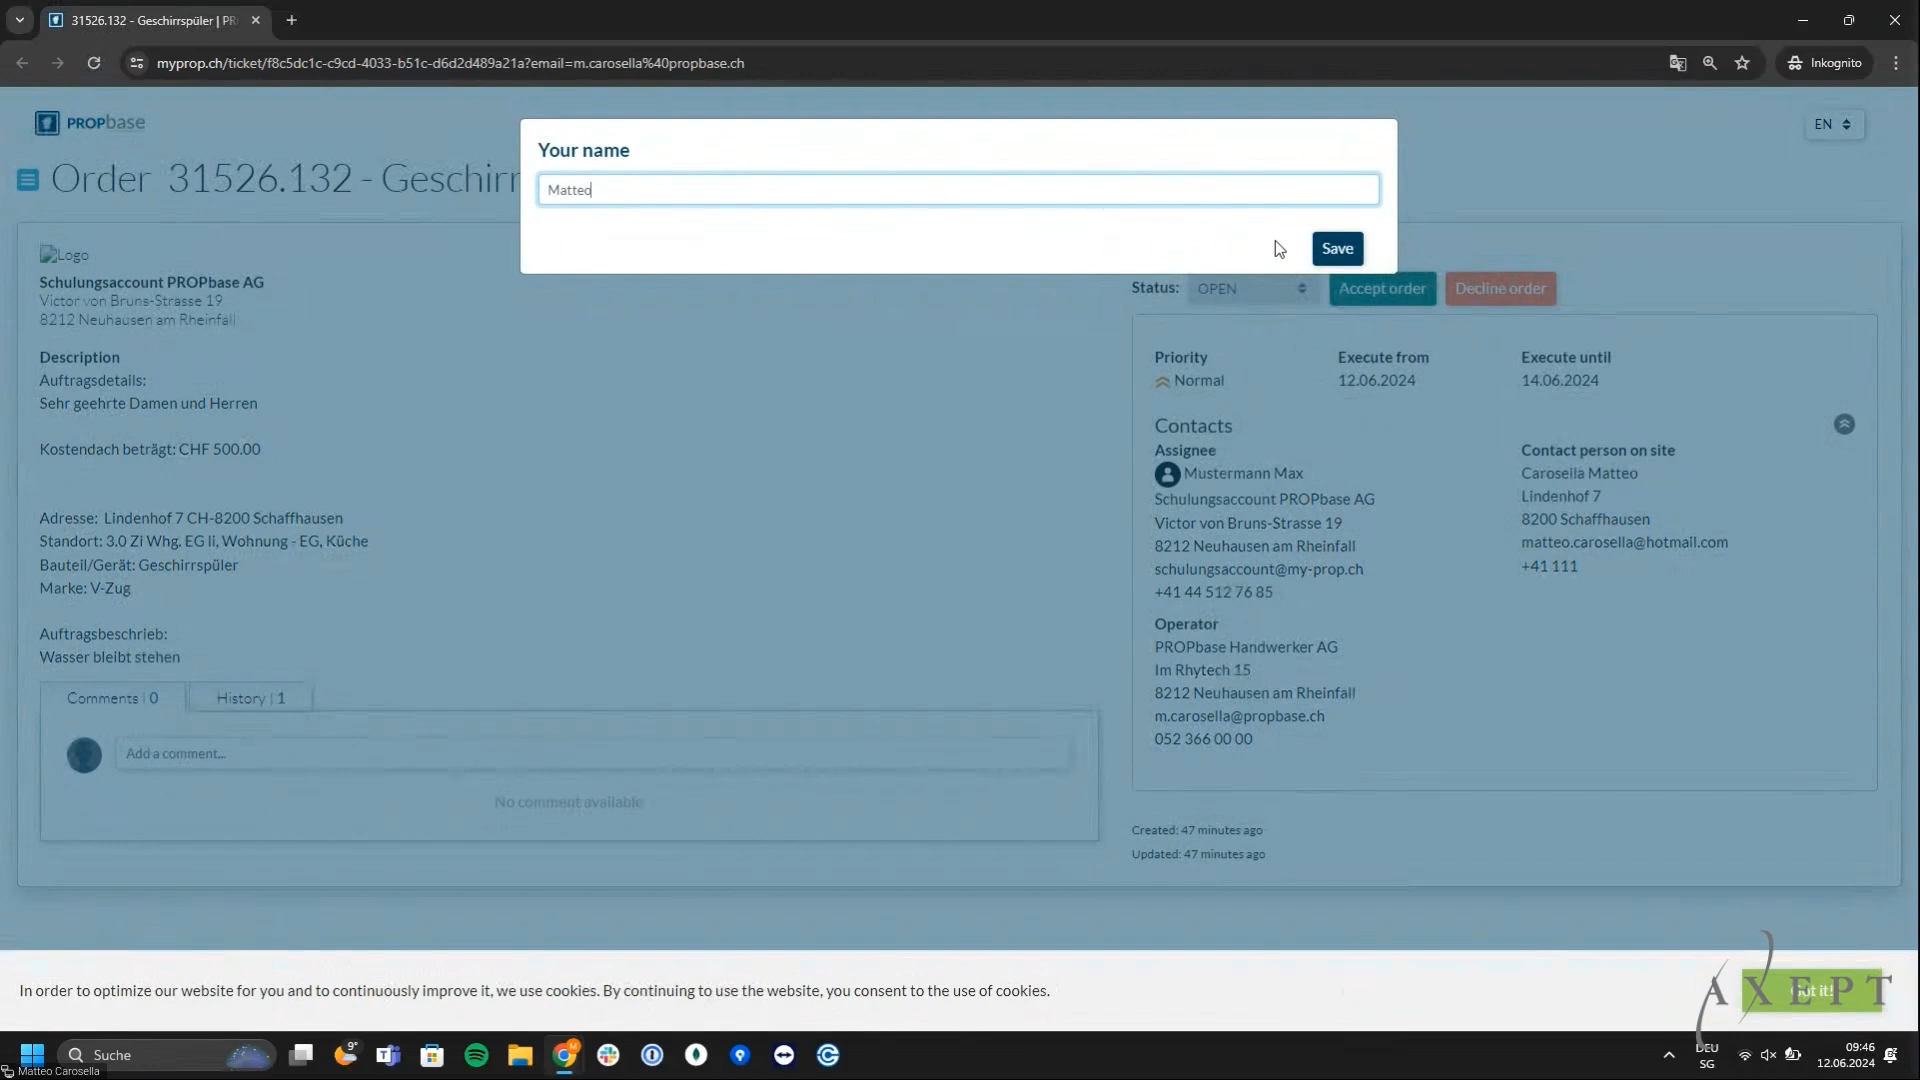 31526.132 - Geschirrspüler | PR
myprop.ch/ticket/f8c5dc1c-c9cd-4033-b51c-d6d2d489a21a?email=m.carosella%40propbase.ch
Inkognito
PROPbase
EN
Order 31526.132 - Geschirr
Your name
Matteo
Save
Logo
Schulungsaccount PROPbase AG
Victor von Bruns-Strasse 19
8212 Neuhausen am Rheinfall
Description
Auftragsdetails:
Sehr geehrte Damen und Herren
Kostendach beträgt: CHF 500.00
Adresse: Lindenhof 7 CH-8200 Schaffhausen
Standort: 3.0 Zi Whg. EG li, Wohnung - EG, Küche
Bauteil/Gerät: Geschirrspüler
Marke: V-Zug
Auftragsbeschrieb:
Wasser bleibt stehen
Comments | 0
History | 1
Add a comment...
No comment available
Status: OPEN
Accept order
Decline order
Priority
Normal
Execute from
12.06.2024
Execute until
14.06.2024
Contacts
Assignee
Mustermann Max
Schulungsaccount PROPbase AG
Victor von Bruns-Strasse 19
8212 Neuhausen am Rheinfall
schulungsaccount@my-prop.ch
+41 44 512 76 85
Contact person on site
Carosella Matteo
Lindenhof 7
8200 Schaffhausen
matteo.carosella@hotmail.com
+41 111
Operator
PROPbase Handwerker AG
Im Rhytech 15
8212 Neuhausen am Rheinfall
m.carosella@propbase.ch
052 366 00 00
Created: 47 minutes ago
Updated: 47 minutes ago
In order to optimize our website for you and to continuously improve it, we use cookies. By continuing to use the website, you consent to the use of cookies.
Got it!
AXEPT
Suche
9°
DEU
SG
09:46
12.06.2024
Matteo Carosella